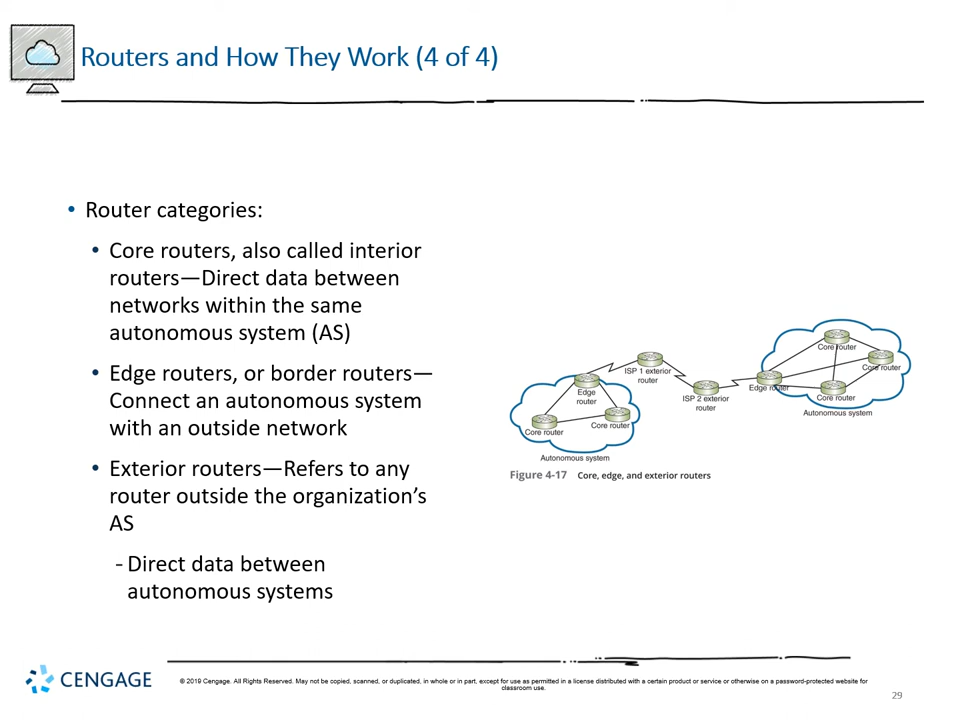 Routers and How They Work (4 of 4)
• Router categories:
• Core routers, also called interior
routers—Direct data between
networks within the same
autonomous system (AS)
• Edge routers, or border routers—
Connect an autonomous system
with an outside network
• Exterior routers—Refers to any
router outside the organization’s
AS
- Direct data between
autonomous systems
Edge
router
Core router
Core router
Autonomous system
ISP 1 exterior
router
ISP 2 exterior
router
Edge router
Core router
Core router
Core router
Autonomous system
Figure 4-17 Core, edge, and exterior routers
CENGAGE
© 2019 Cengage. All Rights Reserved. May not be copied, scanned, or duplicated, in whole or in part, except for use as permitted in a license distributed with a certain product or service or otherwise on a password-protected website for
classroom use.
29